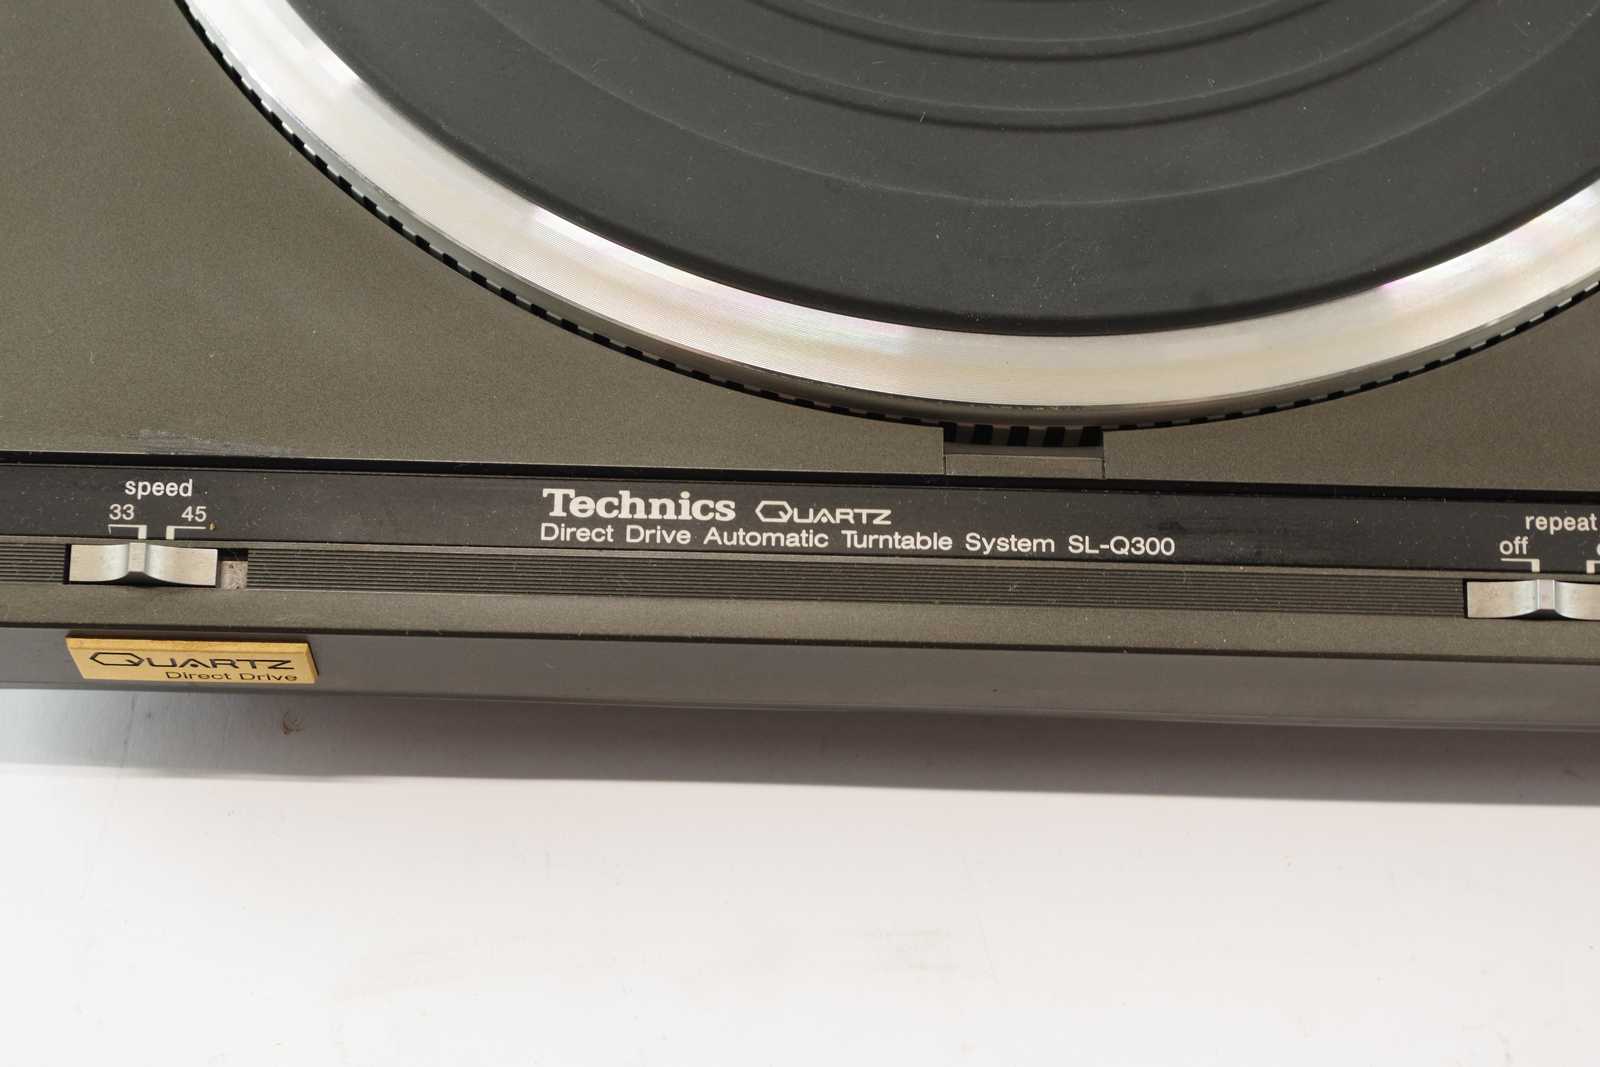 speed
33 45
Technics QUARTZ
Direct Drive Automatic Turntable System SL-Q300
repeat
off
QUARTZ
Direct Drive